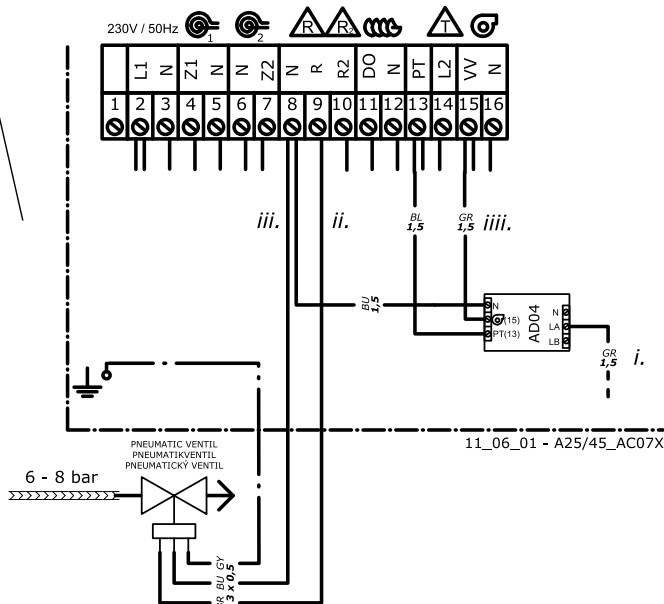 230V / 50Hz
1
2
R
R2
T
L1
N
Z1
N
N
Z2
N
R
R2
DO
N
PT
L2
VV
N
1
2
3
4
5
6
7
8
9
10
11
12
13
14
15
16
iii.
ii.
BL
1,5
GR
1,5
iiii.
BU
1,5
N
(15)
PT(13)
AD04
N
LA
LB
GR
1,5
i.
11_06_01 - A25/45_AC07X
PNEUMATIC VENTIL
PNEUMATIKVENTIL
PNEUMATICKÝ VENTIL
6 - 8 bar
BU GY
3 x 0,5